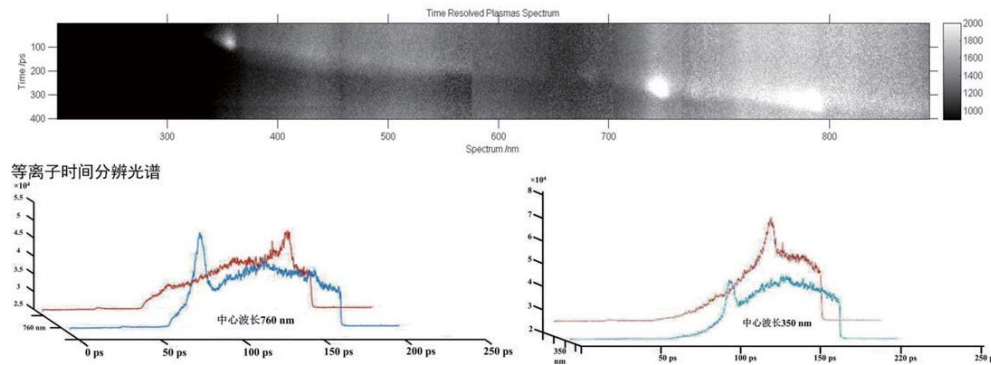 Time Resolved Plasmas Spectrum
Time /ps
100
200
300
400
300
400
500
600
700
800
Spectrum /nm
2000
1800
1600
1400
1200
1000
等离子时间分辨光谱
×10⁴
5.5
5
4.5
4
3.5
3
2.5
760 nm
中心波长760 nm
0 ps
50 ps
100 ps
150 ps
200 ps
250 ps
×10⁴
8
7
6
5
4
3
2
350
nm
中心波长350 nm
50 ps
100 ps
150 ps
220 ps
250 ps